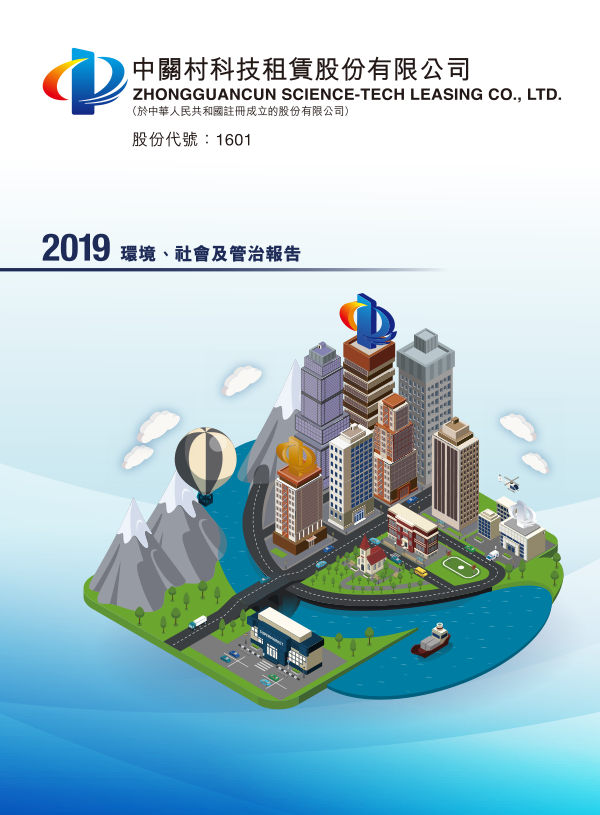 中關村科技租賃股份有限公司
ZHONGGUANCUN SCIENCE-TECH LEASING CO., LTD.
（於中華人民共和國註冊成立的股份有限公司）
股份代號：1601
2019 環境、社會及管治報告
SUPERMARKET